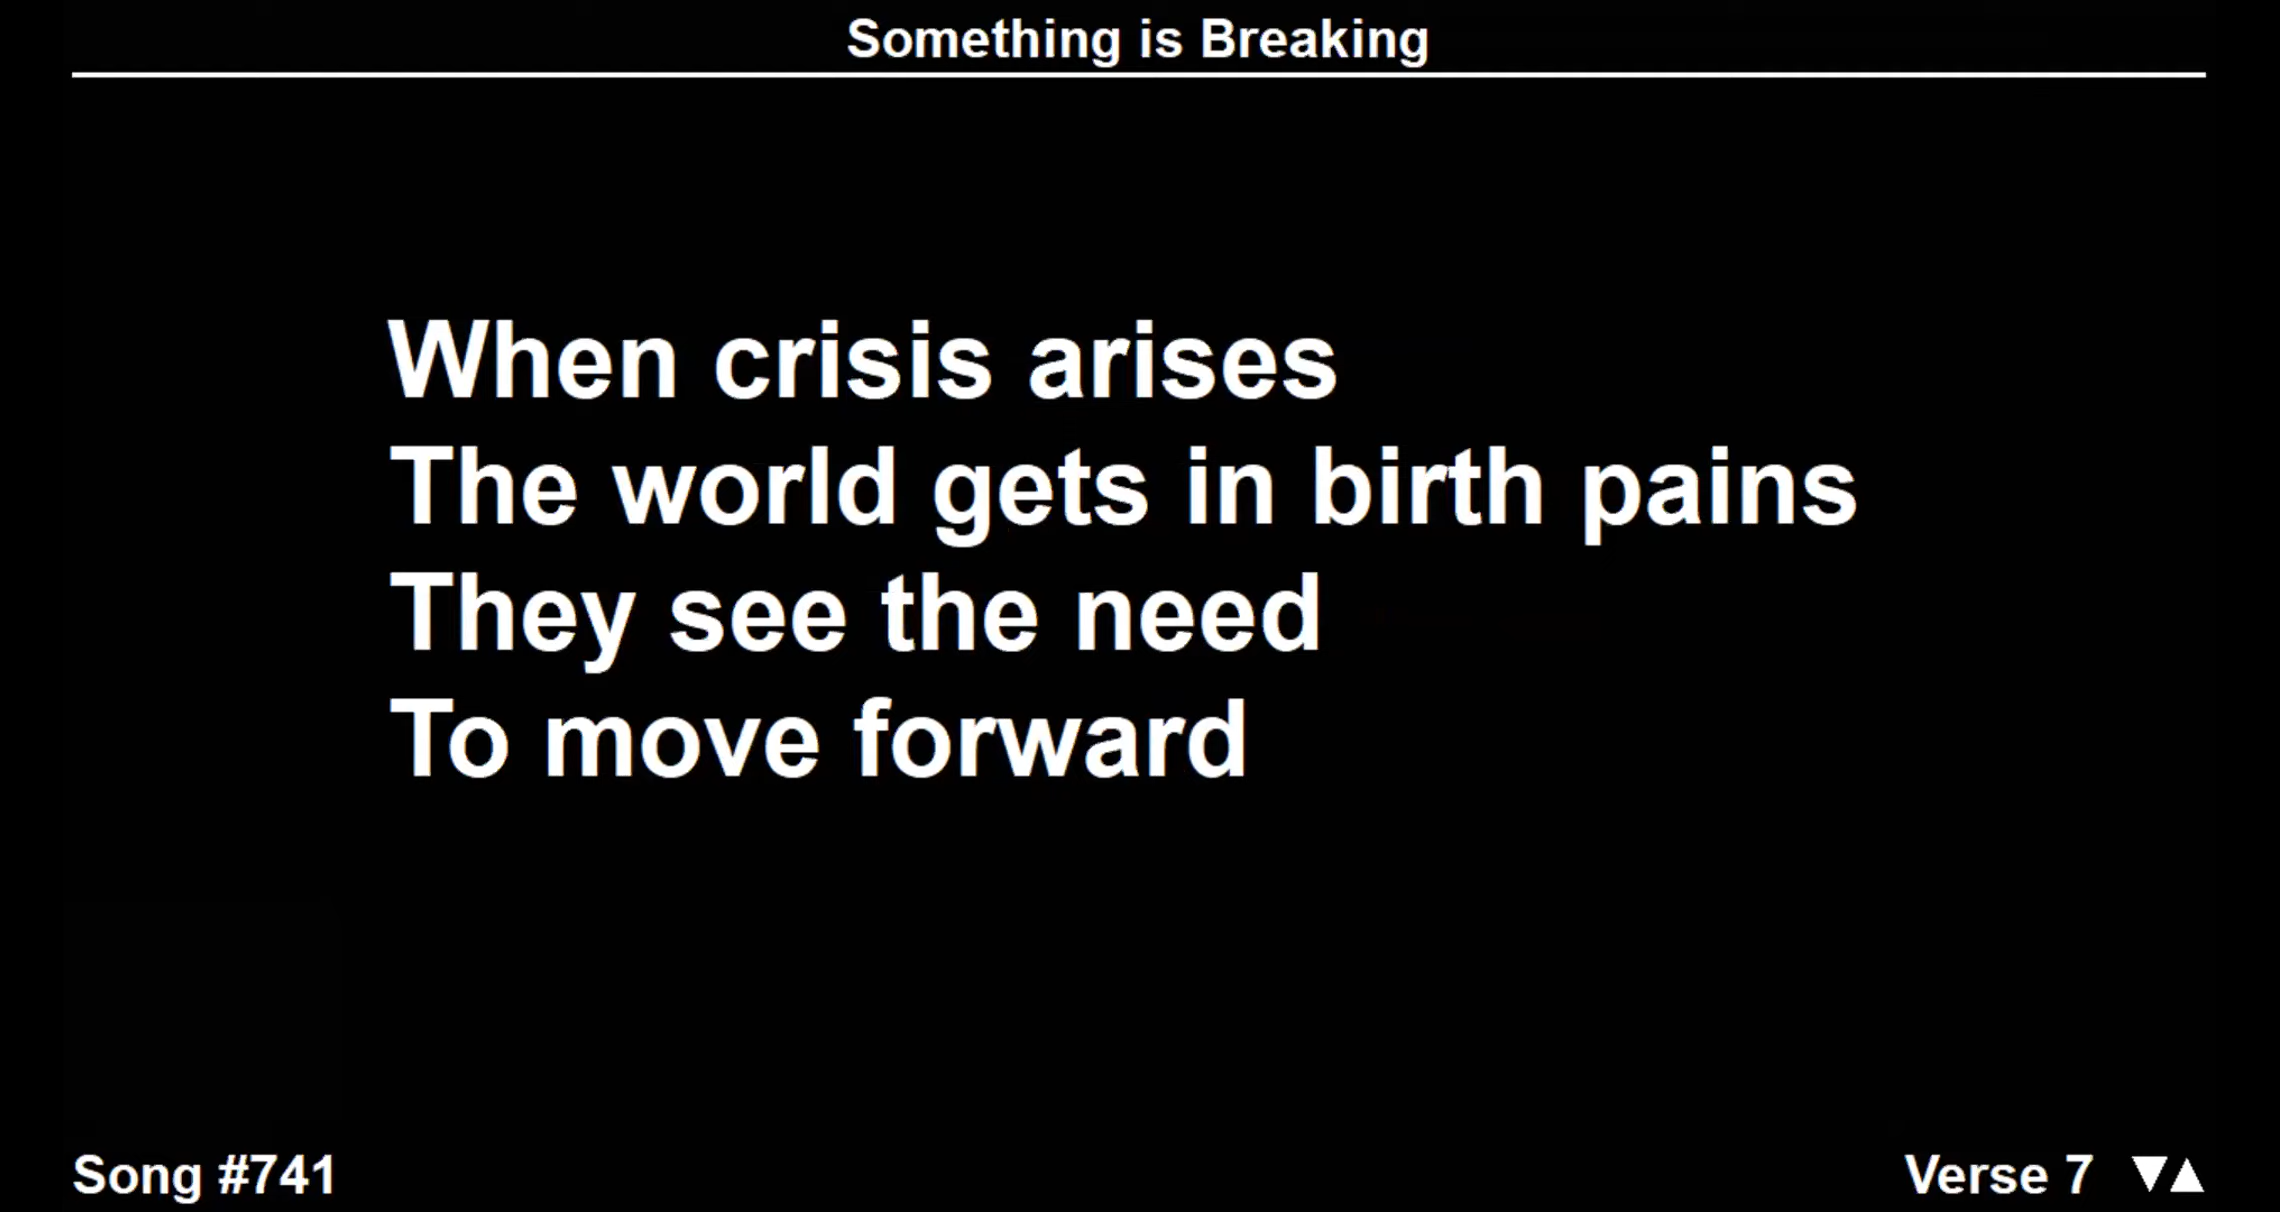 Something is Breaking
When crisis arises
The world gets in birth pains
They see the need
To move forward
Song #741
Verse 7 ▼▲